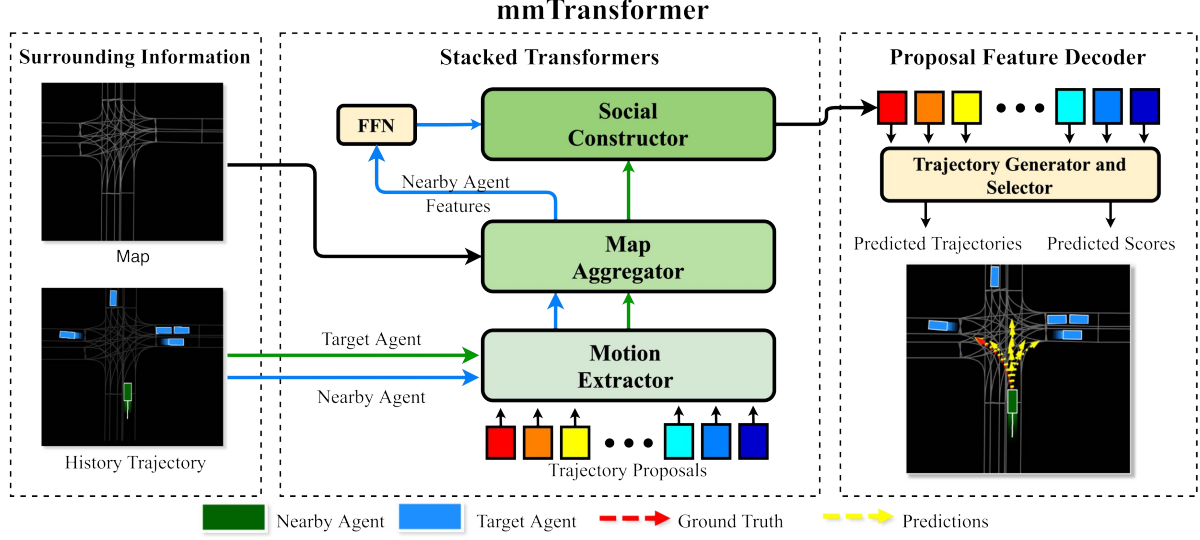 mmTransformer
Surrounding Information
Map
History Trajectory
Stacked Transformers
FFN
Social
Constructor
Nearby Agent
Features
Map
Aggregator
Target Agent
Nearby Agent
Motion
Extractor
Trajectory Proposals
Proposal Feature Decoder
Trajectory Generator and
Selector
Predicted Trajectories
Predicted Scores
Nearby Agent
Target Agent
Ground Truth
Predictions